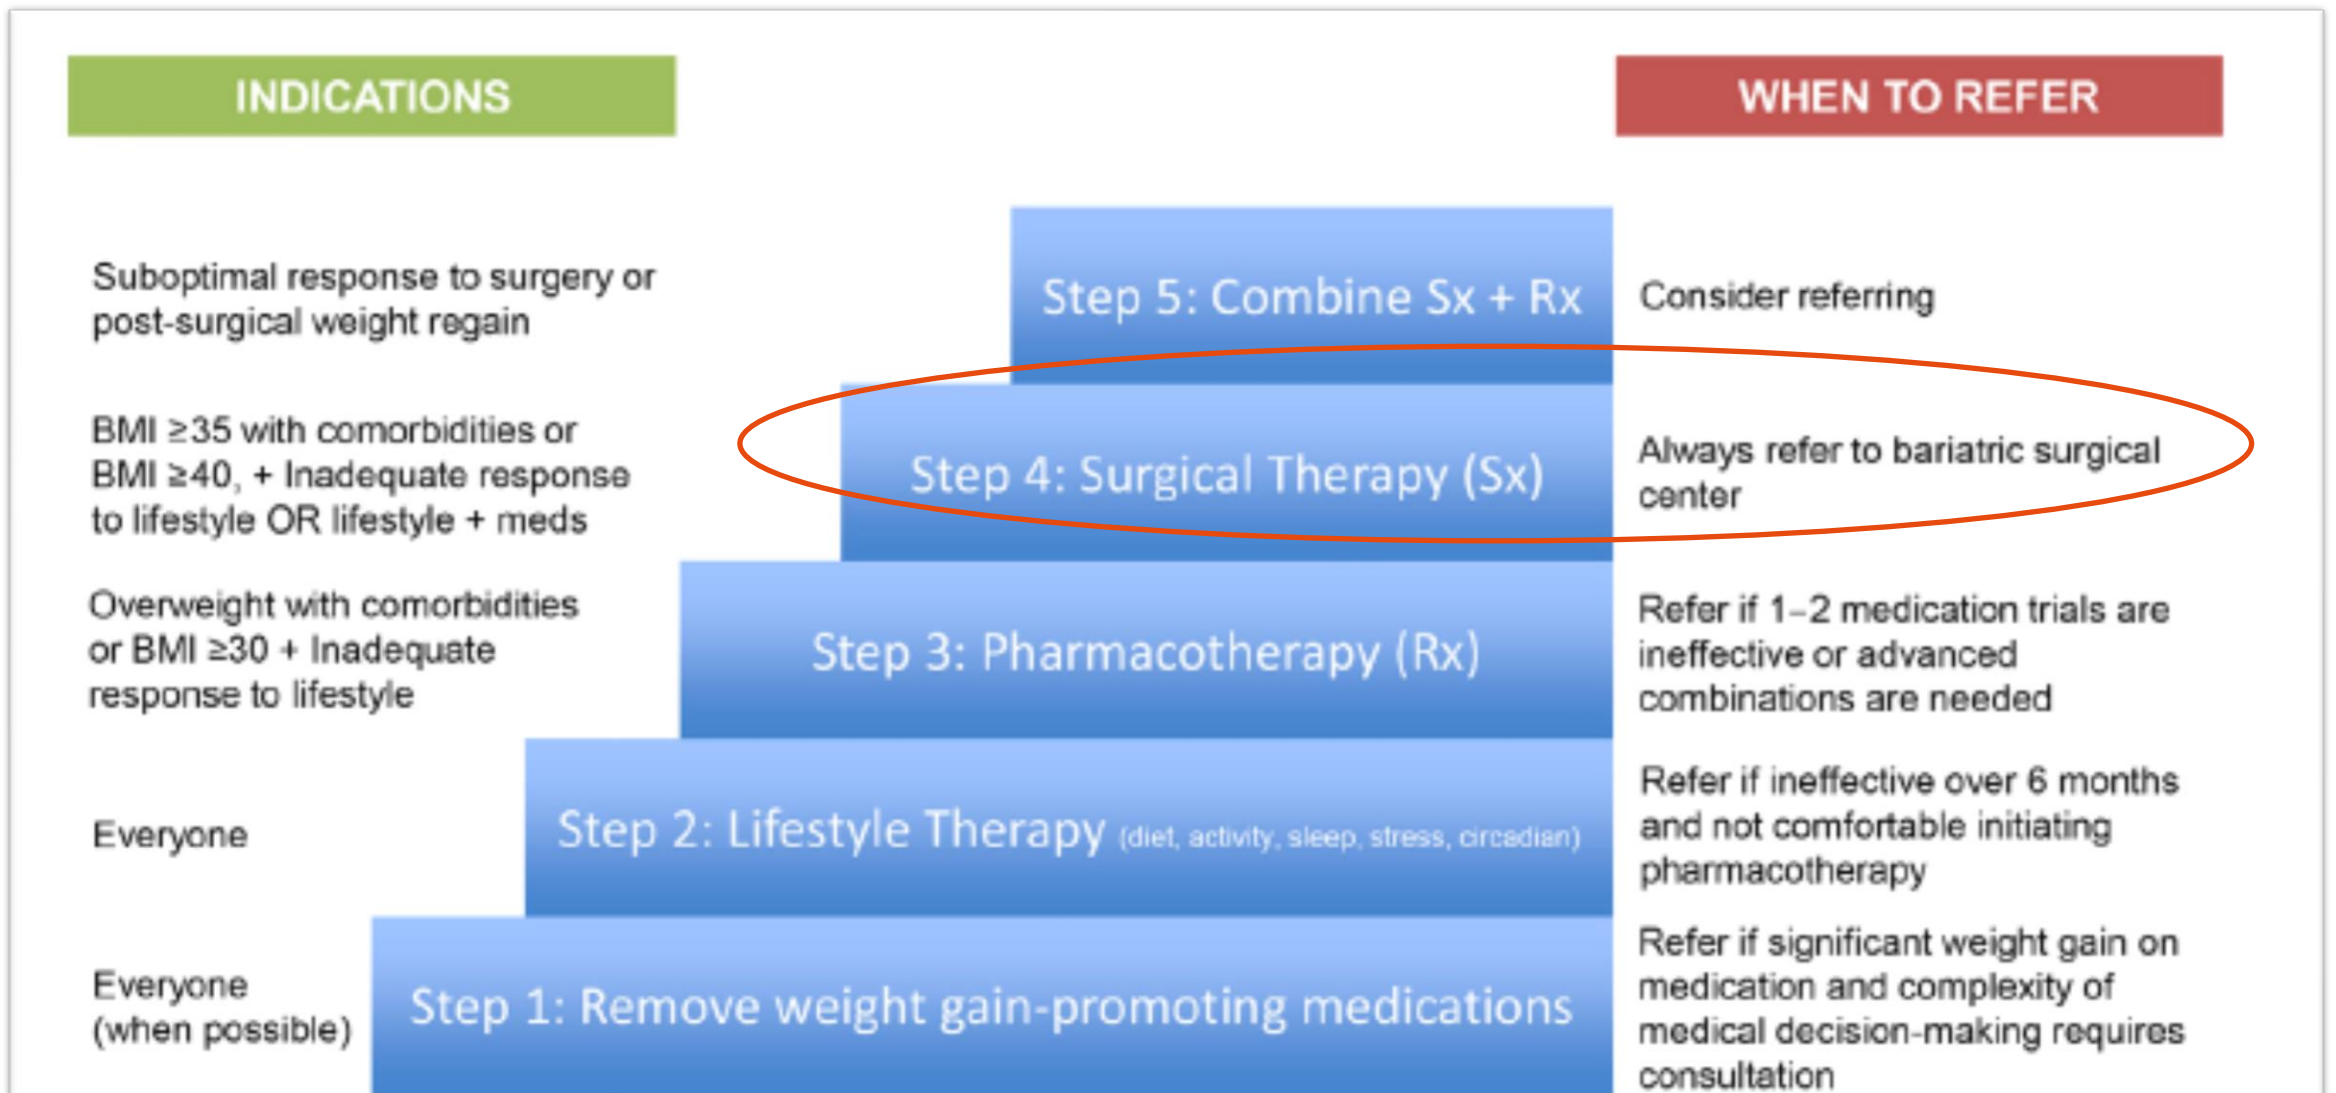 INDICATIONS
WHEN TO REFER
Suboptimal response to surgery or
post-surgical weight regain
Step 5: Combine Sx + Rx
Consider referring
BMI ≥35 with comorbidities or
BMI ≥40, + Inadequate response
to lifestyle OR lifestyle + meds
Step 4: Surgical Therapy (Sx)
Always refer to bariatric surgical
center
Overweight with comorbidities
or BMI ≥30 + Inadequate
response to lifestyle
Step 3: Pharmacotherapy (Rx)
Refer if 1–2 medication trials are
ineffective or advanced
combinations are needed
Everyone
Step 2: Lifestyle Therapy (diet, activity, sleep, stress, circadian)
Refer if ineffective over 6 months
and not comfortable initiating
pharmacotherapy
Everyone
(when possible)
Step 1: Remove weight gain-promoting medications
Refer if significant weight gain on
medication and complexity of
medical decision-making requires
consultation